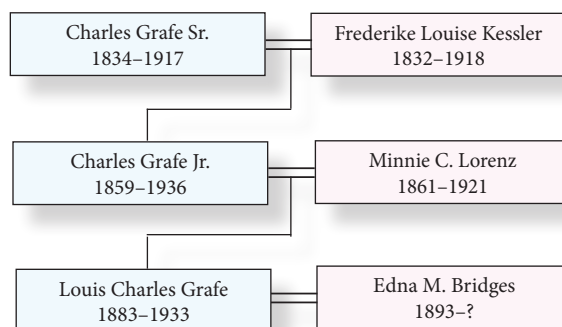 Charles Grafe Sr.
1834–1917
Frederike Louise Kessler
1832–1918
Charles Grafe Jr.
1859–1936
Minnie C. Lorenz
1861–1921
Louis Charles Grafe
1883–1933
Edna M. Bridges
1893–?